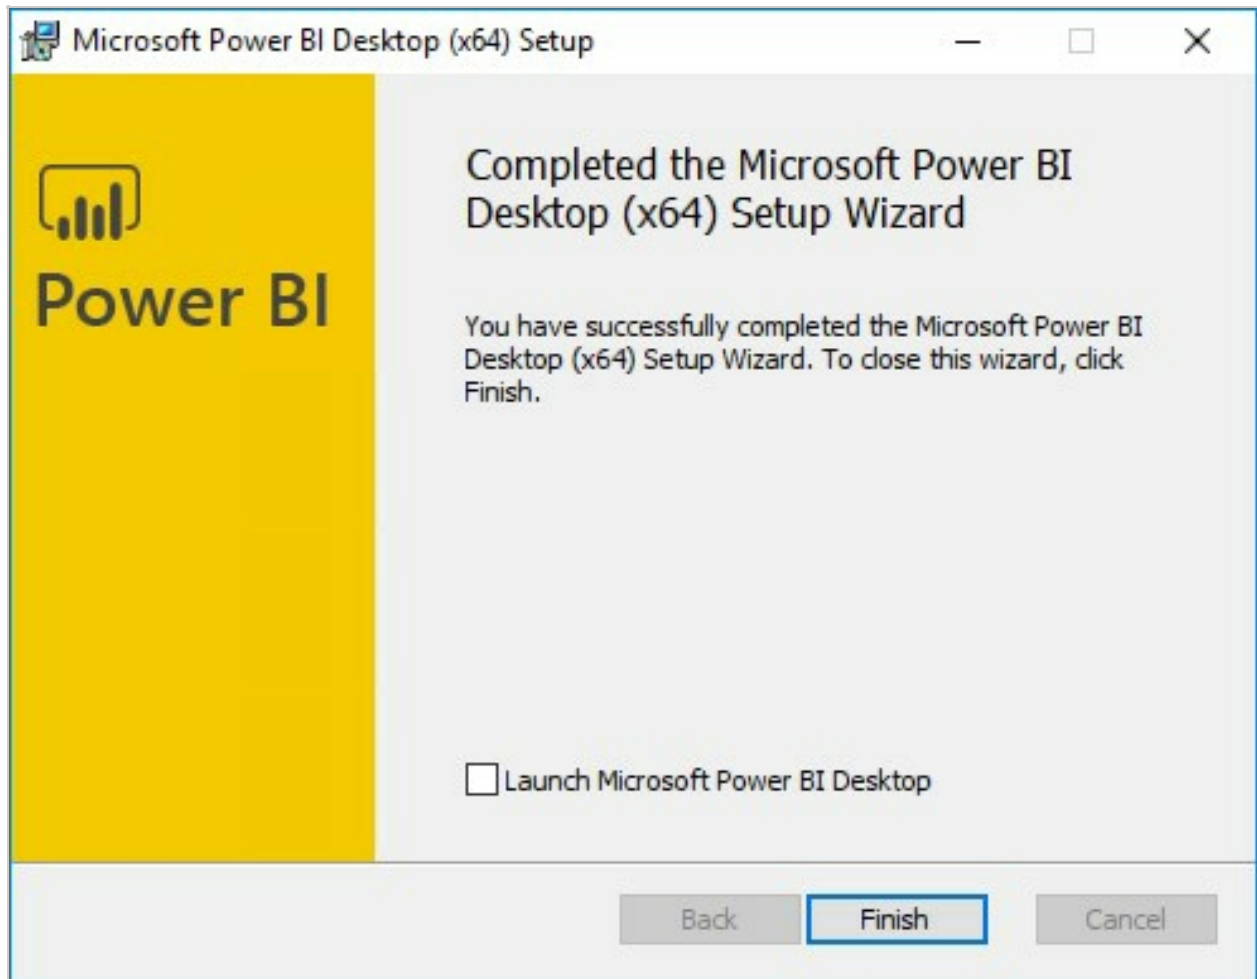 Microsoft Power BI Desktop (x64) Setup
Power BI
Completed the Microsoft Power BI
Desktop (x64) Setup Wizard
You have successfully completed the Microsoft Power BI
Desktop (x64) Setup Wizard. To close this wizard, click
Finish.
Launch Microsoft Power BI Desktop
Back
Finish
Cancel